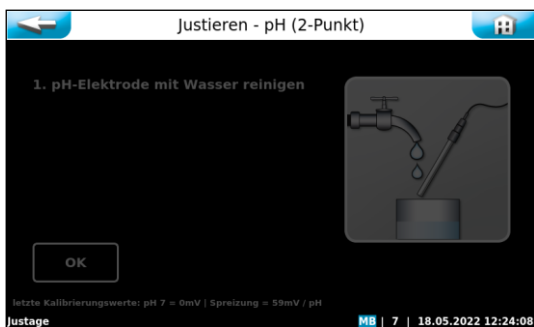 Justieren - pH (2-Punkt)
1. pH-Elektrode mit Wasser reinigen
OK
letzte Kalibrierungswerte: pH 7 = 0mV | Spreizung = 59mV / pH
Justage MB | 7 | 18.05.2022 12:24:08